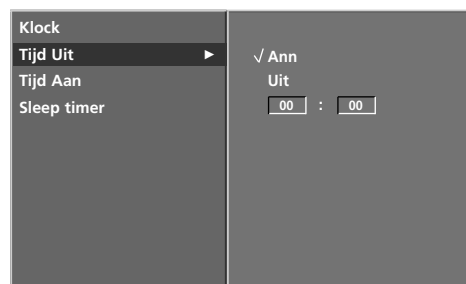 Klock
Tijd Uit ►
Tijd Aan
Sleep timer
√ Ann
Uit
00 : 00